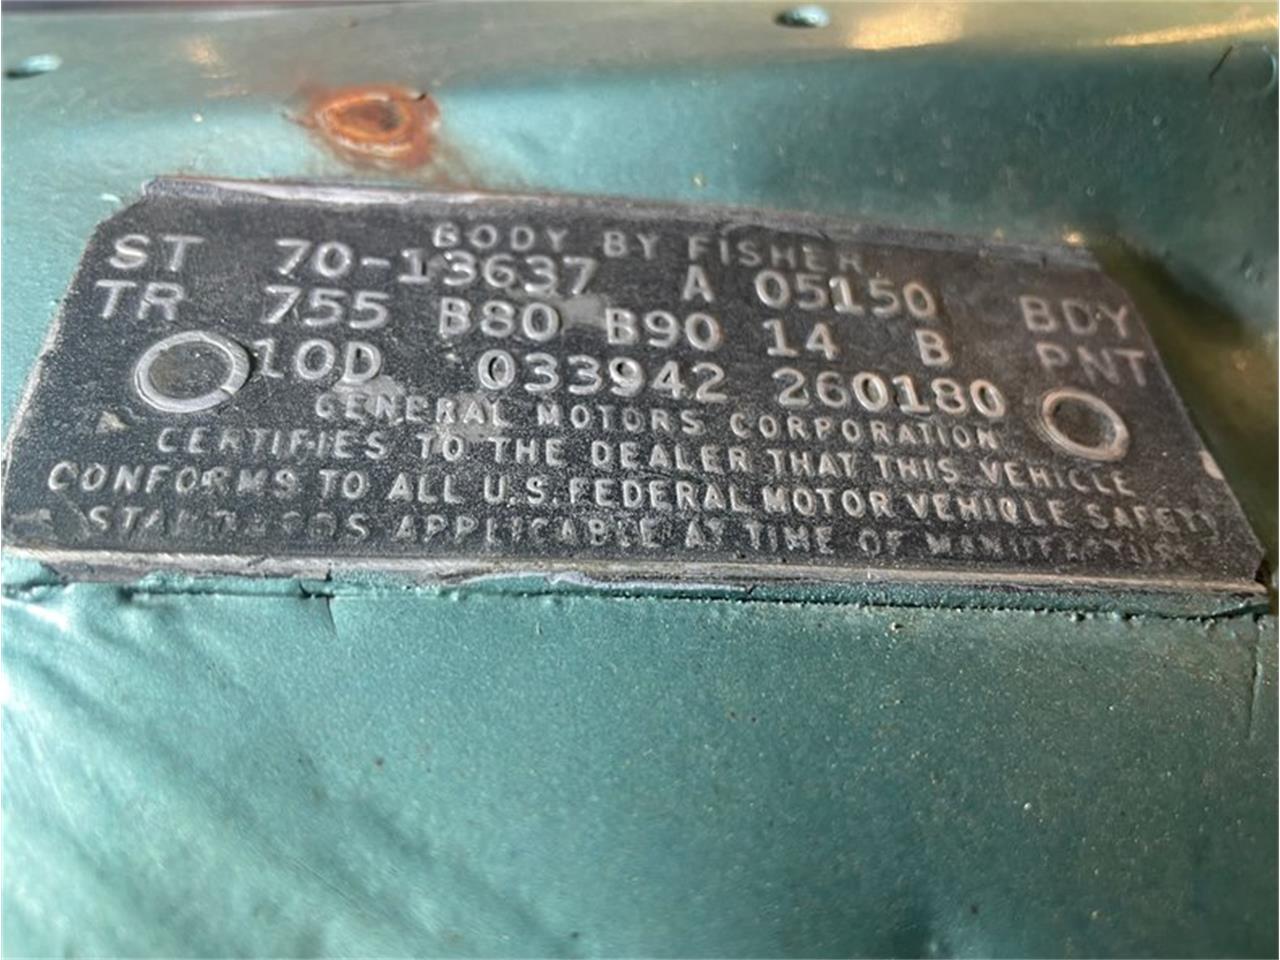 BODY BY FISHER
ST 70-13637 A 05150 BDY
TR 755 B80 B90 14 B PNT
10D 033942 260180
GENERAL MOTORS CORPORATION
CERTIFIES TO THE DEALER THAT THIS VEHICLE
CONFORMS TO ALL U.S. FEDERAL MOTOR VEHICLE SAFETY
STANDARDS APPLICABLE AT TIME OF MANUFACTURE